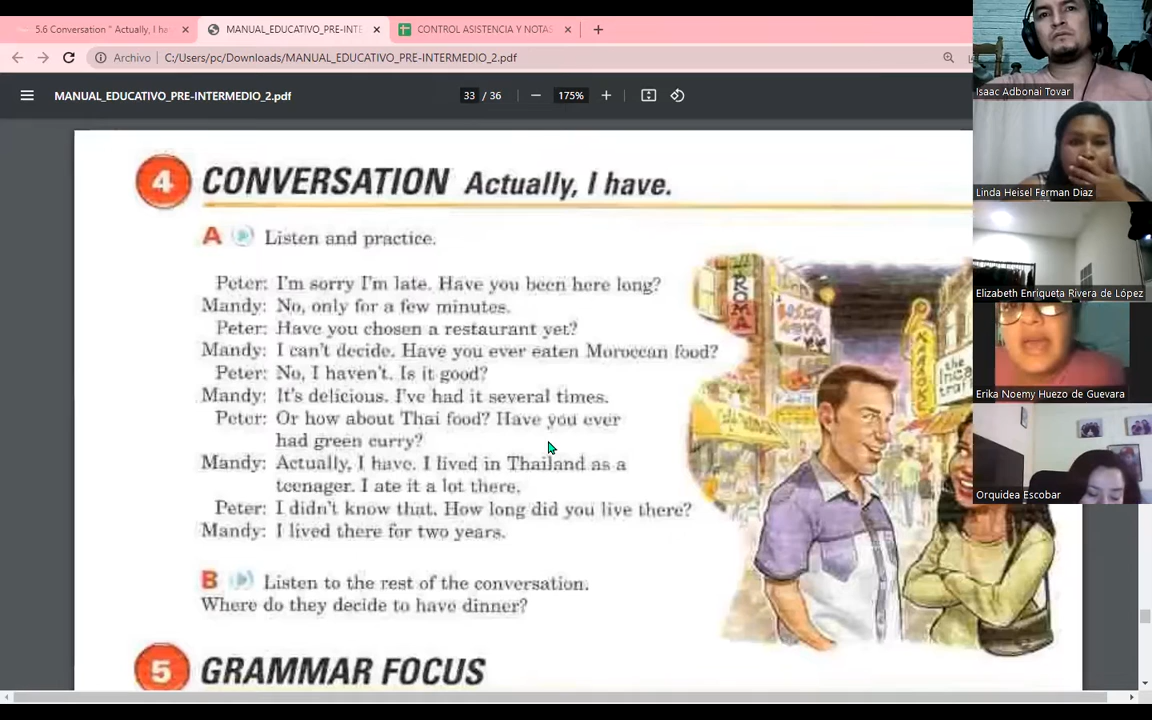 5.6 Conversation " Actually, I ha
MANUAL_EDUCATIVO_PRE-INTE
CONTROL ASISTENCIA Y NOTAS
Archivo
C:/Users/pc/Downloads/MANUAL_EDUCATIVO_PRE-INTERMEDIO_2.pdf
MANUAL_EDUCATIVO_PRE-INTERMEDIO_2.pdf
33 / 36
175%
4 CONVERSATION Actually, I have.
A Listen and practice.
Peter: I'm sorry I'm late. Have you been here long?
Mandy: No, only for a few minutes.
Peter: Have you chosen a restaurant yet?
Mandy: I can't decide. Have you ever eaten Moroccan food?
Peter: No, I haven't. Is it good?
Mandy: It's delicious. I've had it several times.
Peter: Or how about Thai food? Have you ever
had green curry?
Mandy: Actually, I have. I lived in Thailand as a
teenager. I ate it a lot there.
Peter: I didn't know that. How long did you live there?
Mandy: I lived there for two years.
B Listen to the rest of the conversation.
Where do they decide to have dinner?
5 GRAMMAR FOCUS
ROMA
the
Inca
trail
Isaac Adbonai Tovar
Linda Heisel Ferman Diaz
Elizabeth Enriqueta Rivera de López
Erika Noemy Huezo de Guevara
Orquidea Escobar